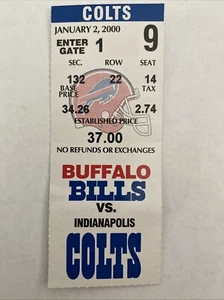 COLTS
JANUARY 2, 2000
ENTER GATE 1 9
SEC. ROW SEAT
132 22 14
BASE PRICE TAX
34.26 2.74
ESTABLISHED PRICE
37.00
NO REFUNDS OR EXCHANGES
BUFFALO
BILLS
VS.
INDIANAPOLIS
COLTS